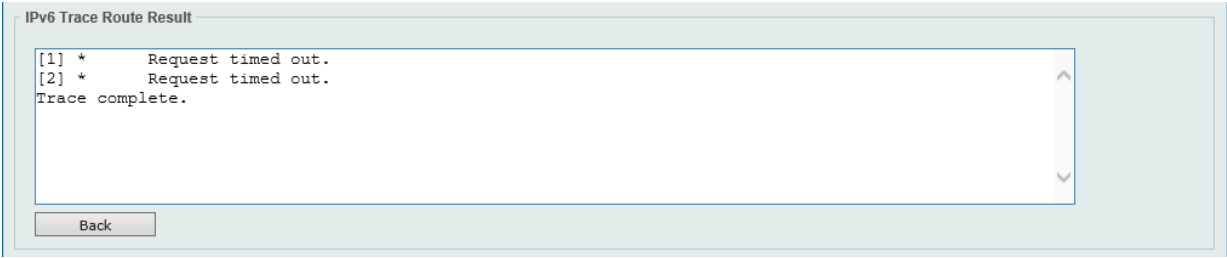 IPv6 Trace Route Result
[1] *      Request timed out.
[2] *      Request timed out.
Trace complete.
Back